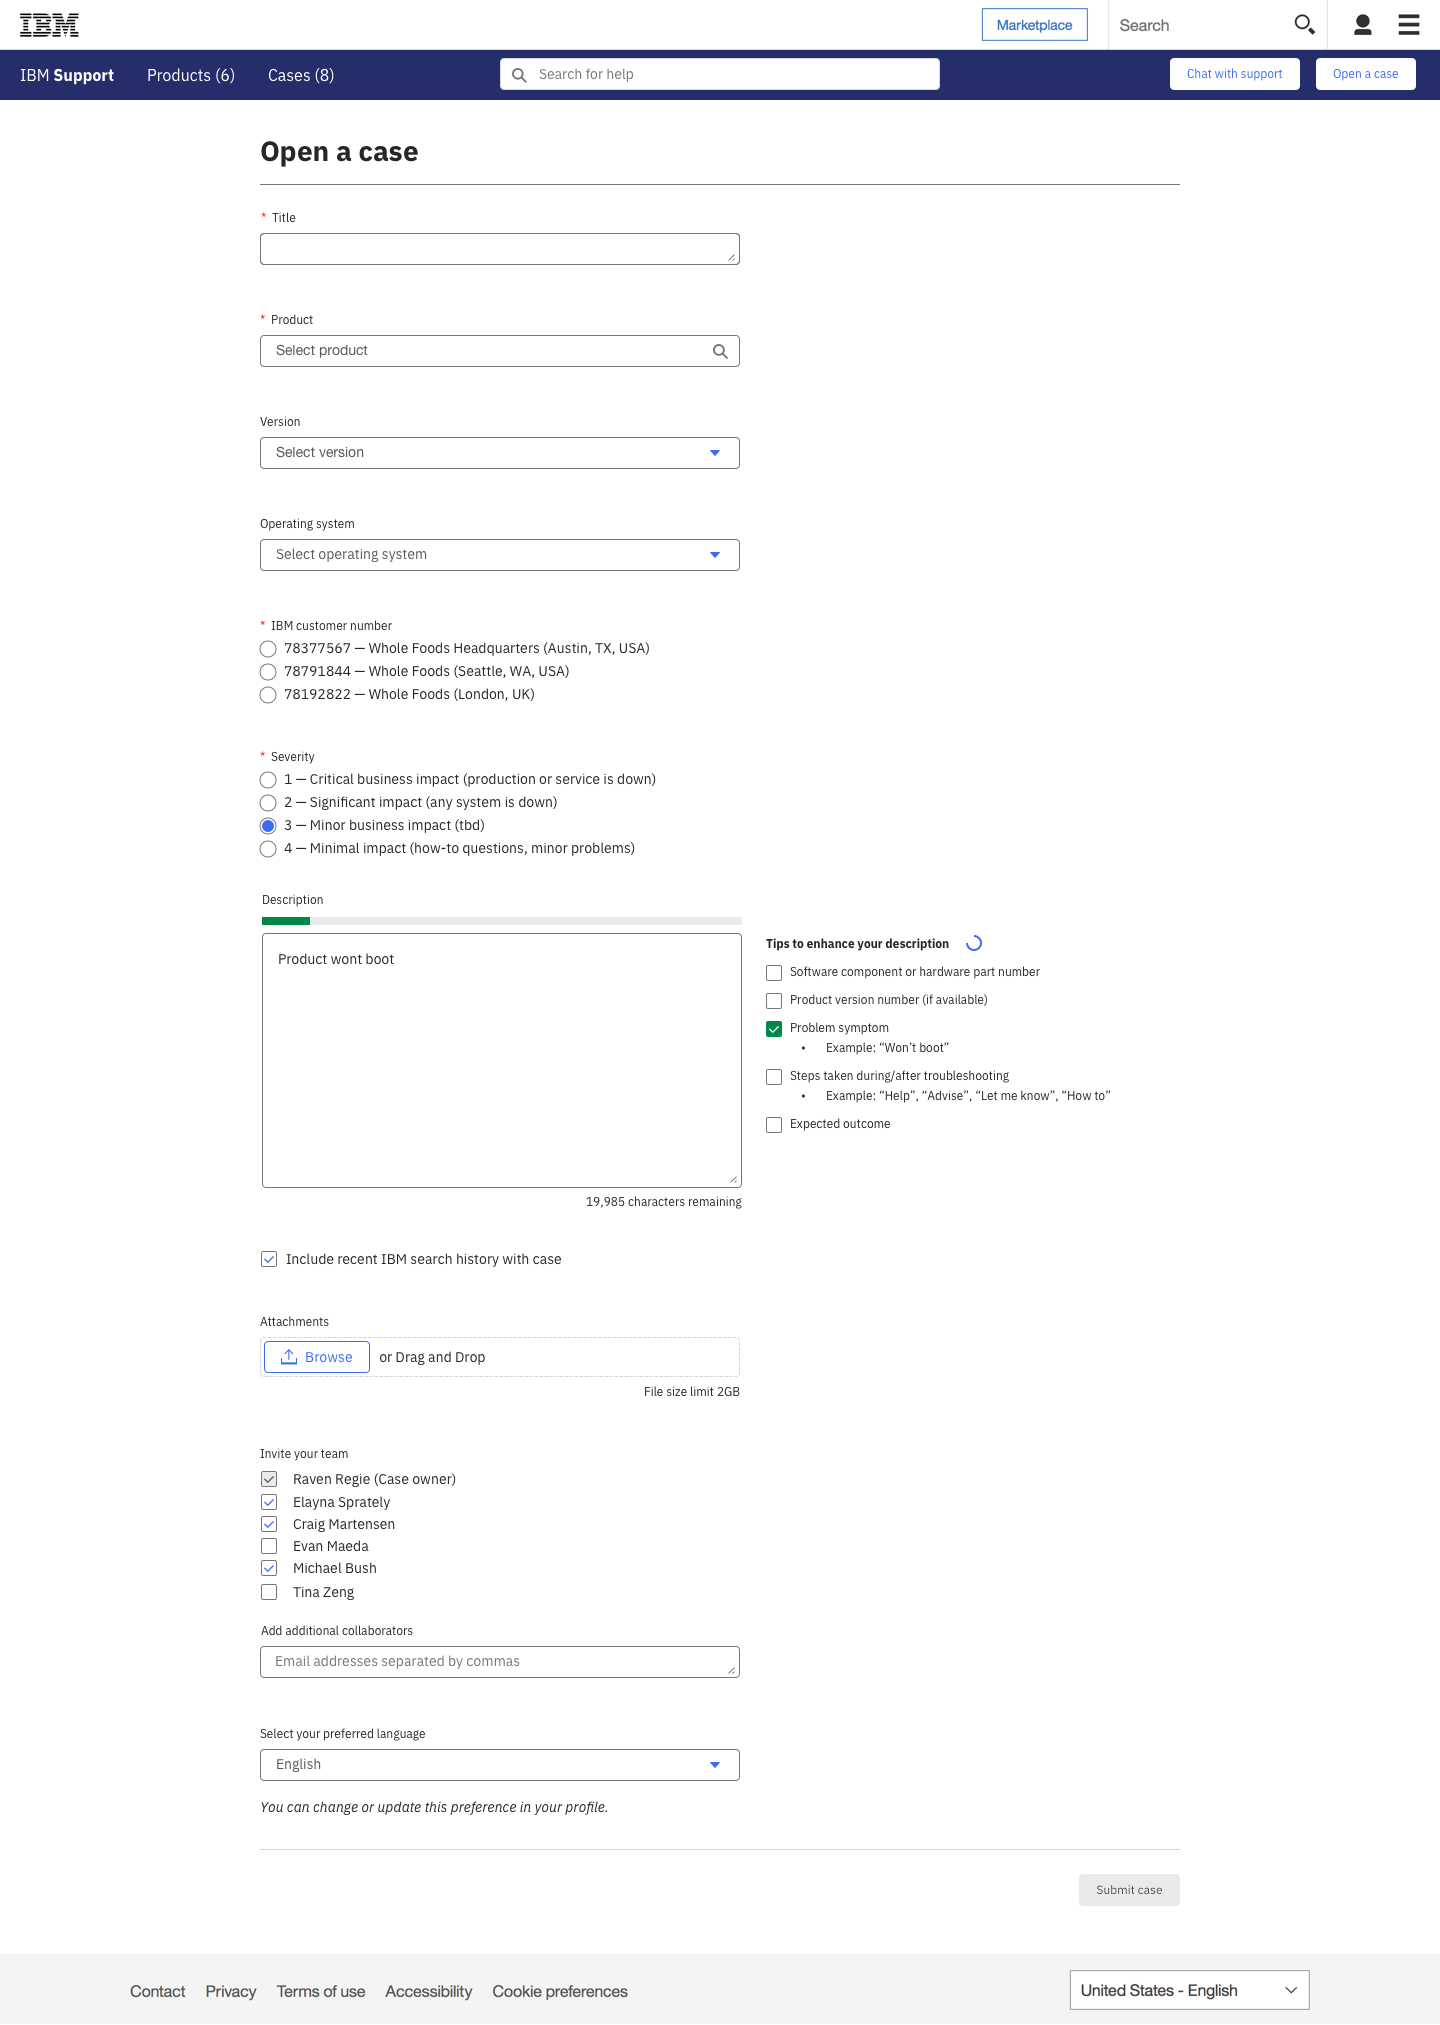 IBM
Marketplace
Search
IBM Support
Products (6)
Cases (8)
Search for help
Chat with support
Open a case
Open a case
* Title
* Product
Select product
Version
Select version
Operating system
Select operating system
* IBM customer number
78377567 — Whole Foods Headquarters (Austin, TX, USA)
78791844 — Whole Foods (Seattle, WA, USA)
78192822 — Whole Foods (London, UK)
* Severity
1 — Critical business impact (production or service is down)
2 — Significant impact (any system is down)
3 — Minor business impact (tbd)
4 — Minimal impact (how-to questions, minor problems)
Description
Product wont boot
19,985 characters remaining
Tips to enhance your description
Software component or hardware part number
Product version number (if available)
Problem symptom
• Example: “Won’t boot”
Steps taken during/after troubleshooting
• Example: “Help”, “Advise”, “Let me know”, “How to”
Expected outcome
Include recent IBM search history with case
Attachments
Browse
or Drag and Drop
File size limit 2GB
Invite your team
Raven Regie (Case owner)
Elayna Sprately
Craig Martensen
Evan Maeda
Michael Bush
Tina Zeng
Add additional collaborators
Email addresses separated by commas
Select your preferred language
English
You can change or update this preference in your profile.
Submit case
Contact
Privacy
Terms of use
Accessibility
Cookie preferences
United States - English